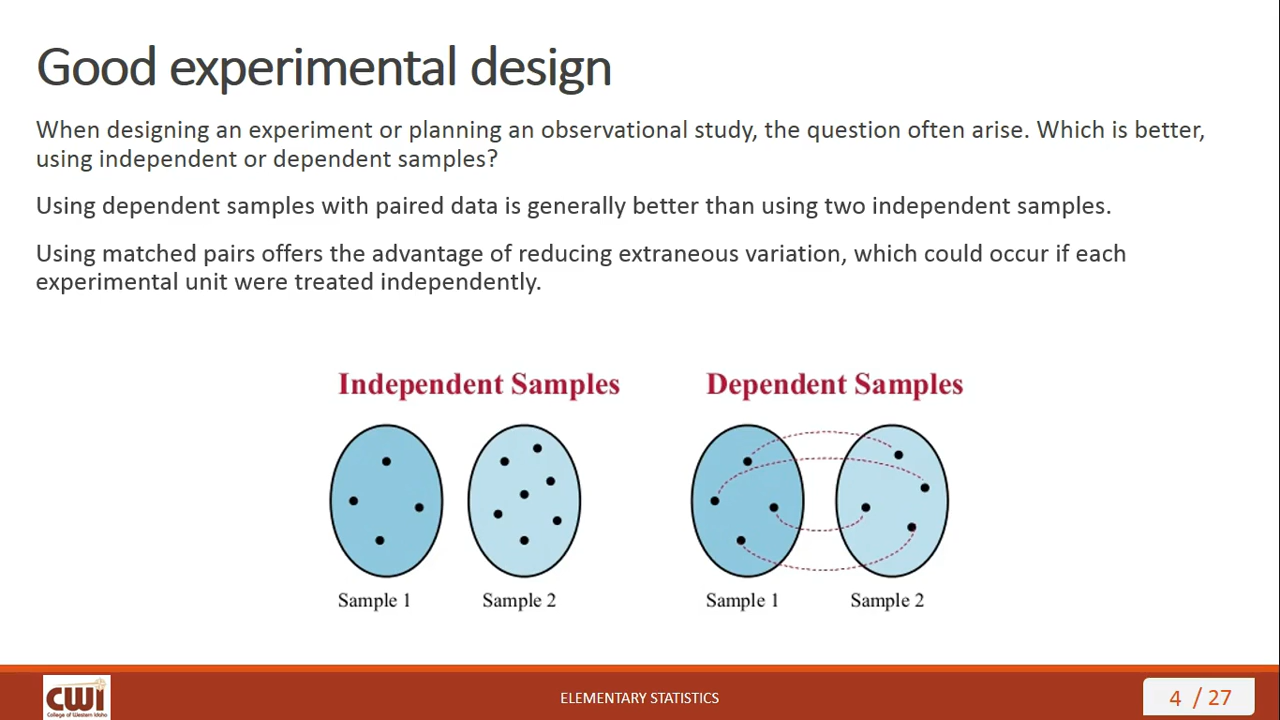 Good experimental design
When designing an experiment or planning an observational study, the question often arise. Which is better,
using independent or dependent samples?
Using dependent samples with paired data is generally better than using two independent samples.
Using matched pairs offers the advantage of reducing extraneous variation, which could occur if each
experimental unit were treated independently.
Independent Samples
Dependent Samples
Sample 1
Sample 2
Sample 1
Sample 2
CWI
College of Western Idaho
ELEMENTARY STATISTICS
4 / 27